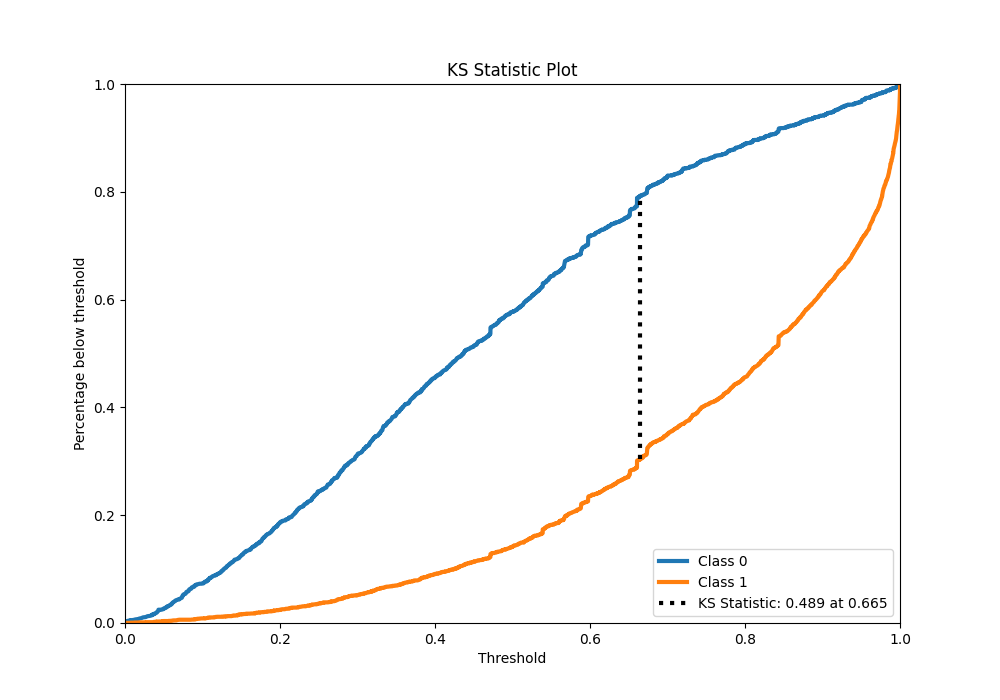 KS Statistic Plot
1.0
0.8
0.6
0.4
0.2
0.0
Percentage below threshold
0.0 0.2 0.4 0.6 0.8 1.0
Threshold
Class 0
Class 1
KS Statistic: 0.489 at 0.665